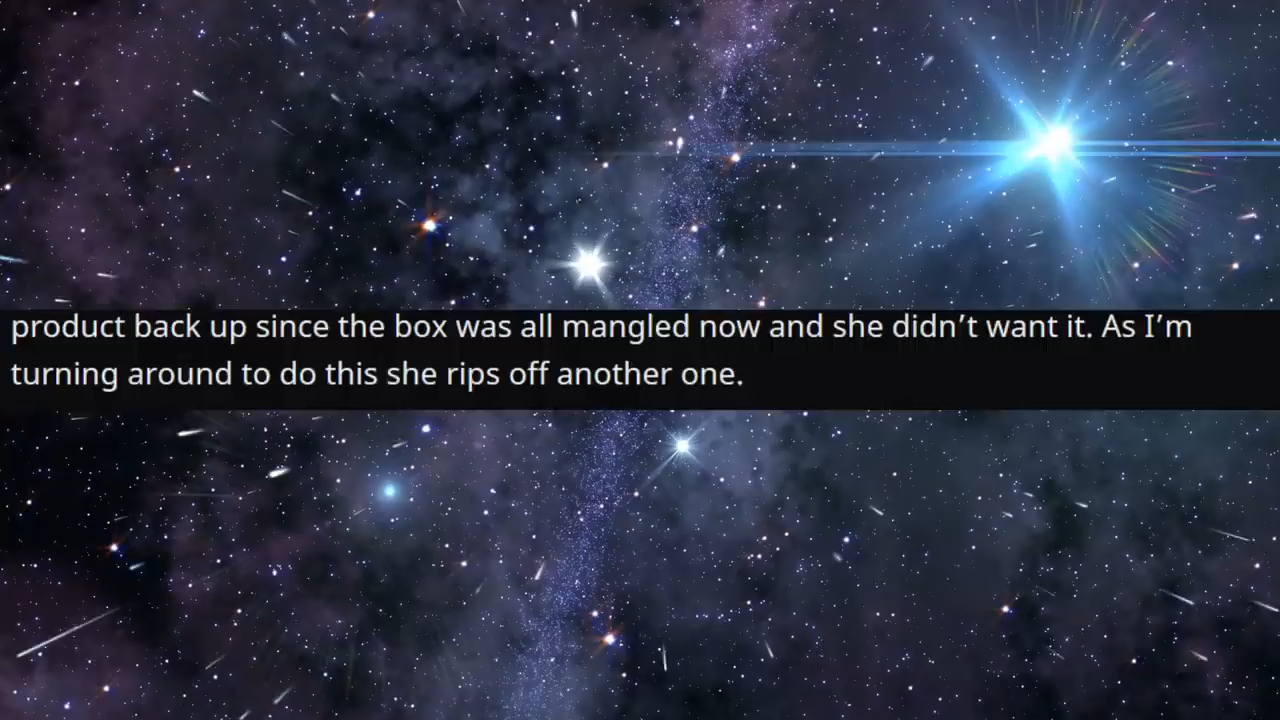 product back up since the box was all mangled now and she didn’t want it. As I’m
turning around to do this she rips off another one.